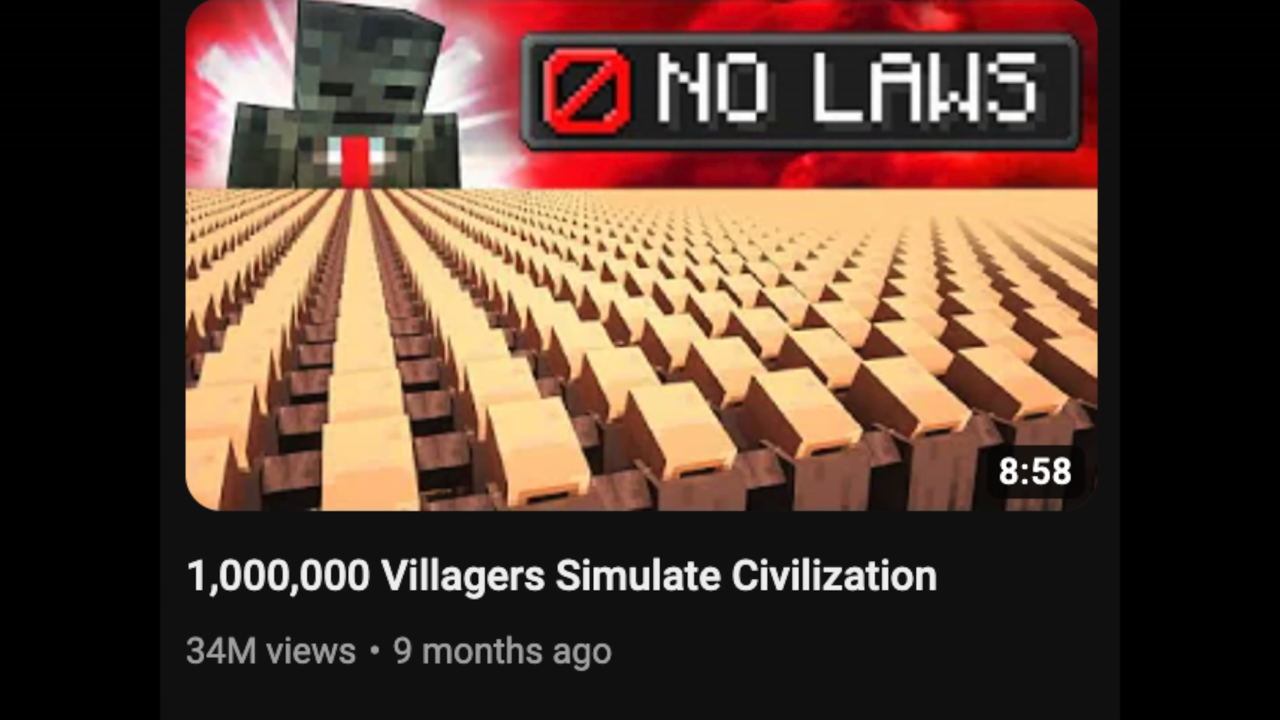 NO LAWS
8:58
1,000,000 Villagers Simulate Civilization
34M views • 9 months ago